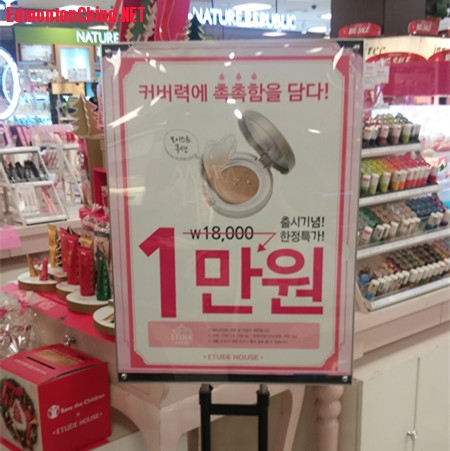 EdmontonChina.NET
NATURE REPUBLIC
커버력에 촉촉함을 담다!
₩18,000
출시기념!
한정특가!
1만원
ETUDE HOUSE
Save the Children
x
ETUDE HOUSE